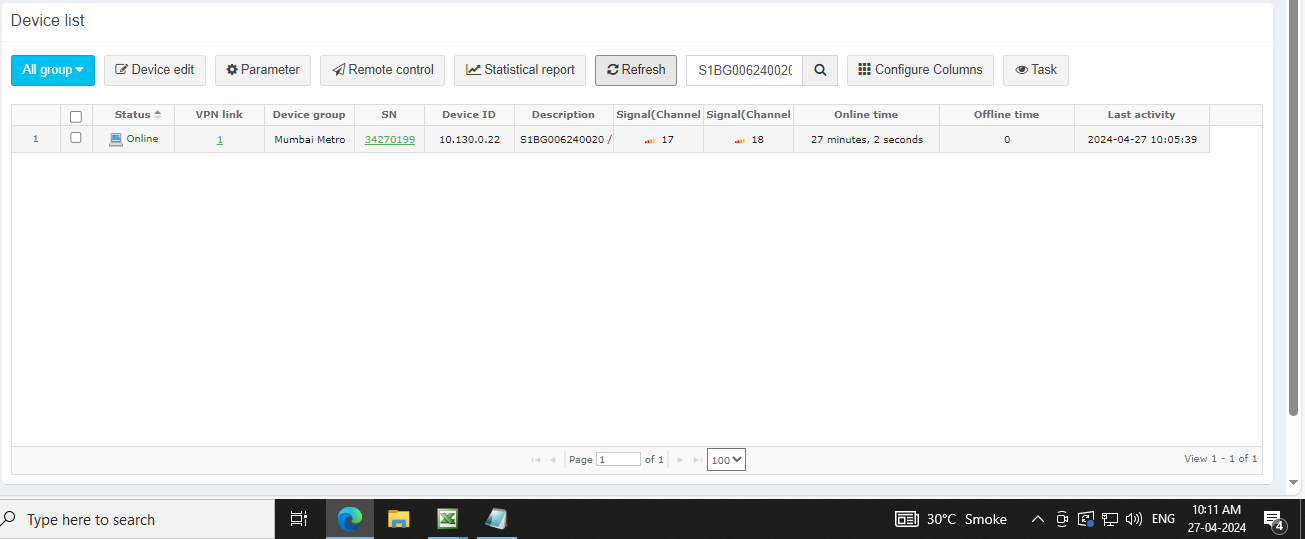 Device list
All group Device edit Parameter Remote control Statistical report Refresh S1BG006240020 Configure Columns Task
Status VPN link Device group SN Device ID Description Signal(Channel Signal(Channel Online time Offline time Last activity
1 Online 1 Mumbai Metro 34270199 10.130.0.22 S1BG006240020 / 17 18 27 minutes, 2 seconds 0 2024-04-27 10:05:39
Page 1 of 1 100 View 1 - 1 of 1
Type here to search 30°C Smoke ENG 10:11 AM
27-04-2024 4